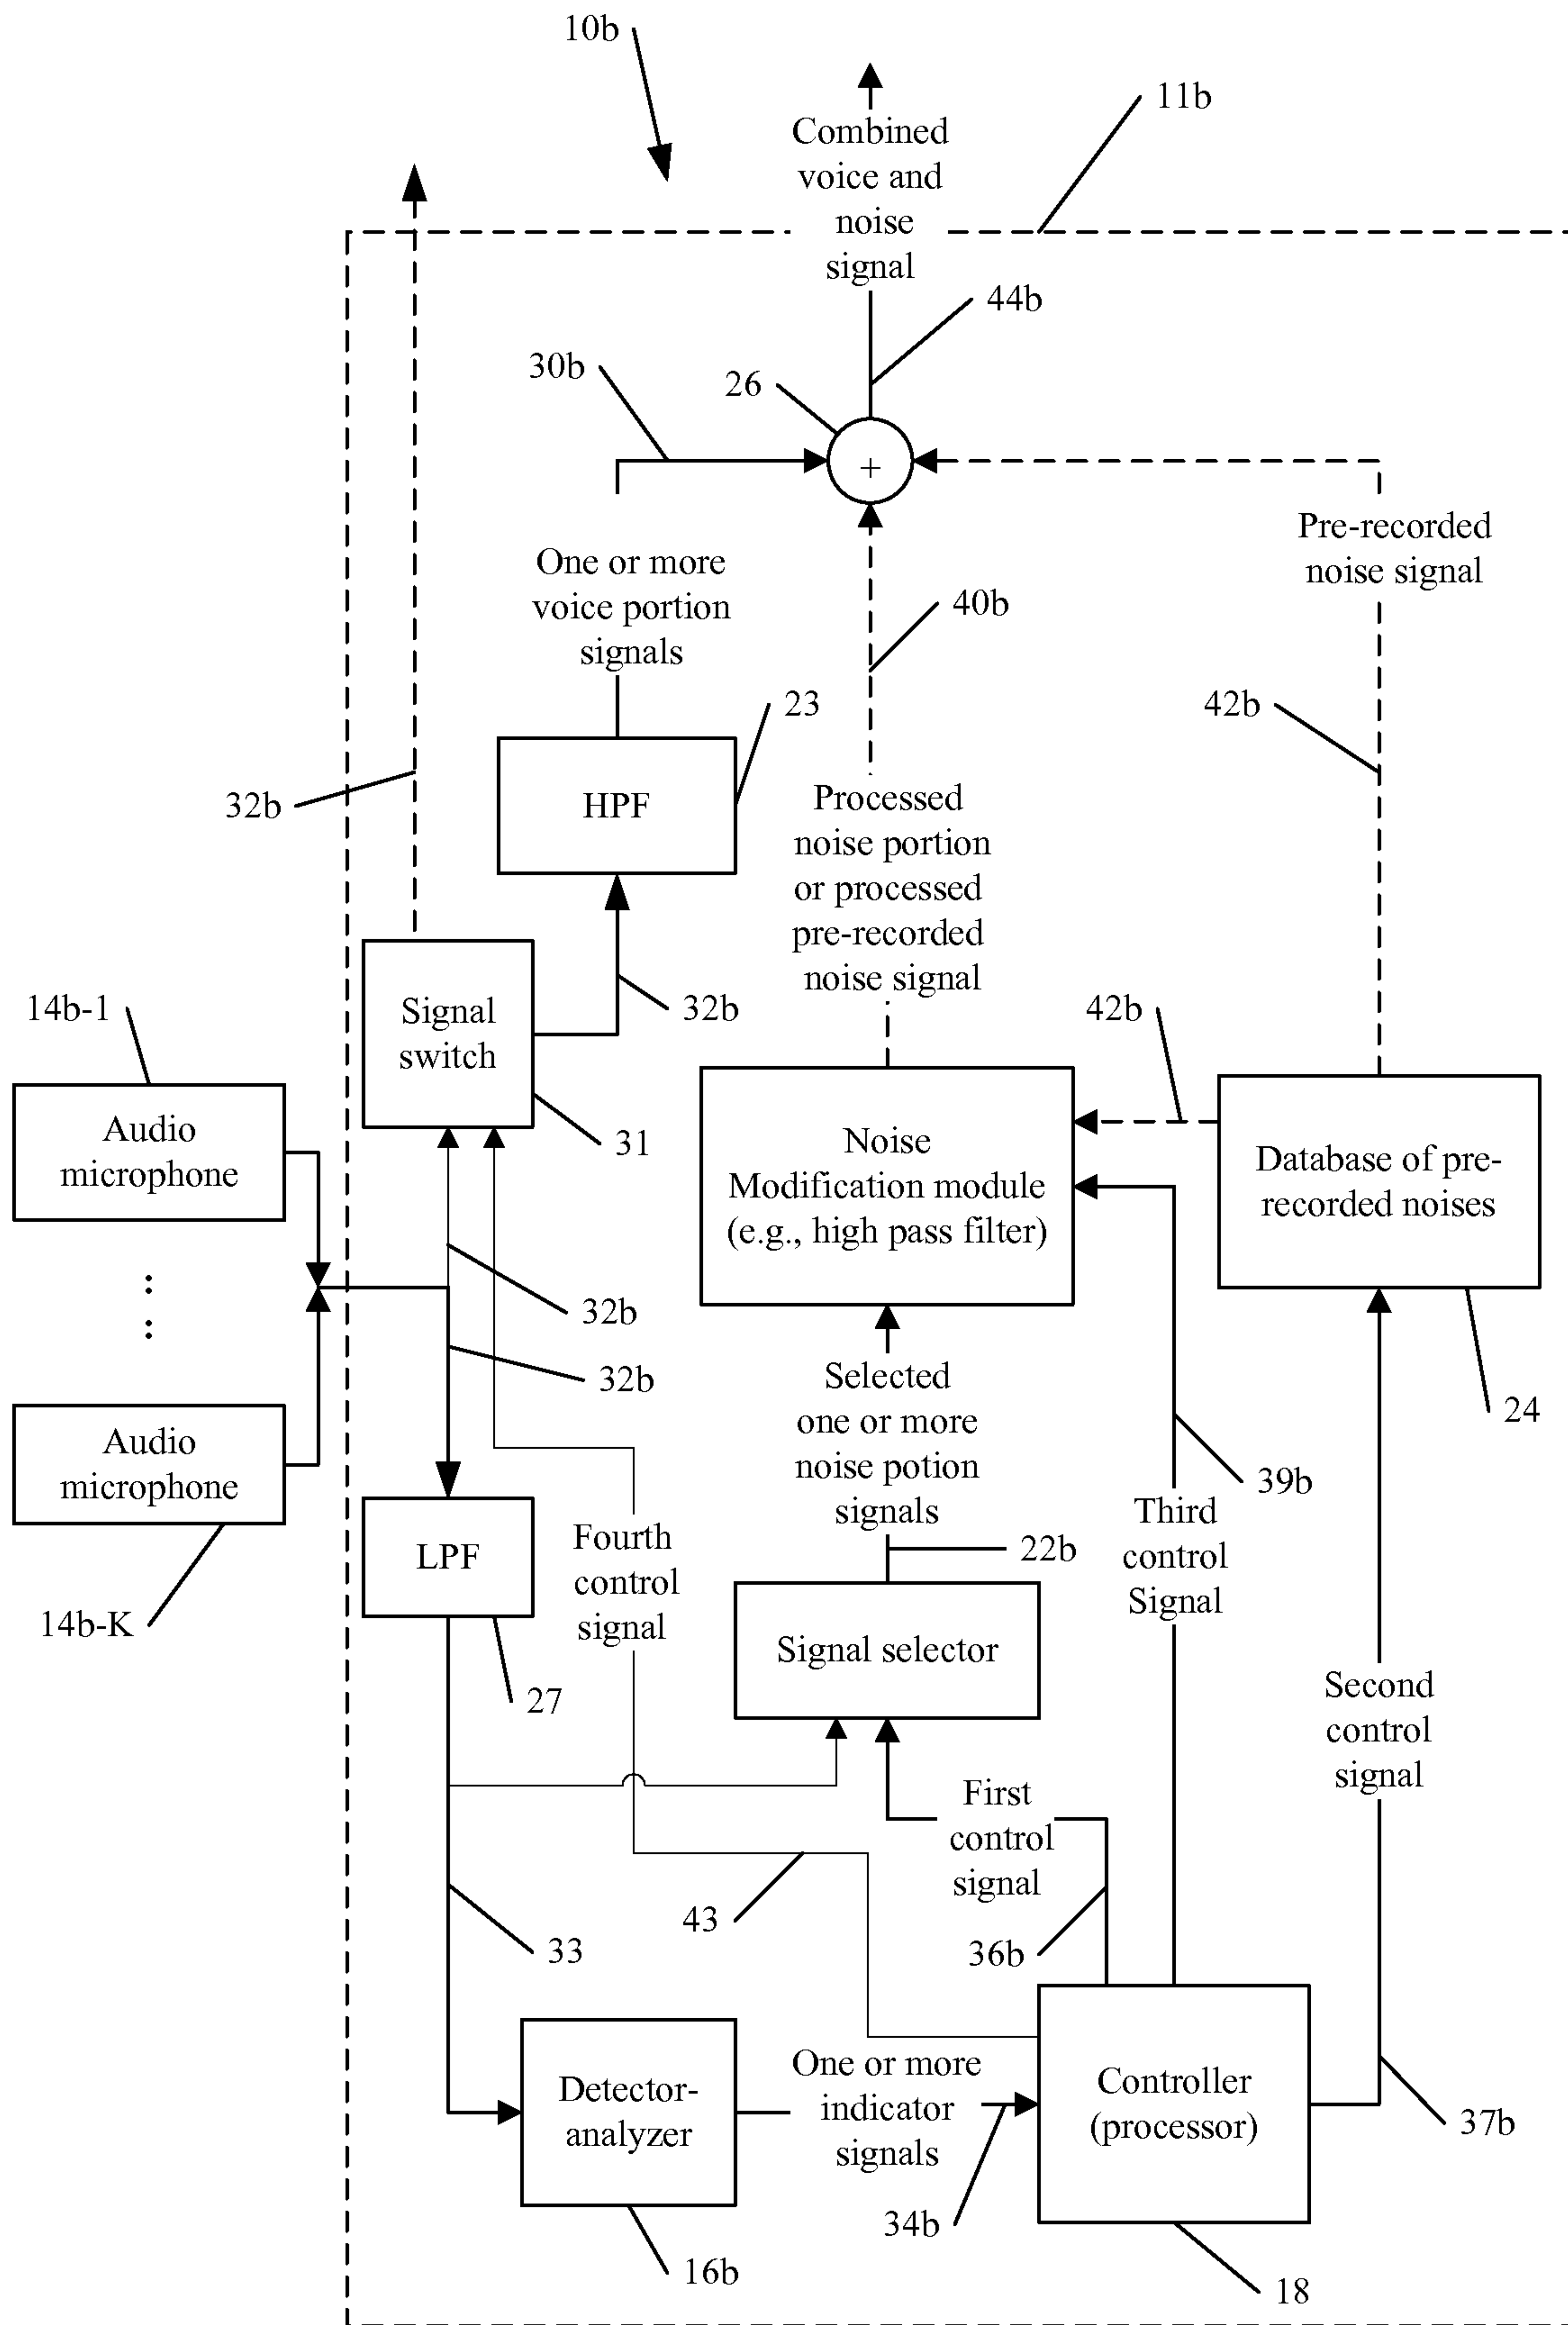 10b
11b
Combined
voice and
noise
signal
44b
30b
26
+
Pre-recorded
noise signal
One or more
voice portion
signals
40b
23
42b
32b
HPF
Processed
noise portion
or processed
pre-recorded
noise signal
14b-1
Signal
switch
32b
42b
Audio
microphone
31
Noise
Modification module
(e.g., high pass filter)
Database of pre-
recorded noises
32b
32b
Selected
one or more
noise potion
signals
24
Audio
microphone
39b
Third
control
Signal
LPF
Fourth
control
signal
22b
14b-K
Signal selector
27
Second
control
signal
First
control
signal
43
33
36b
One or more
indicator
signals
Detector-
analyzer
Controller
(processor)
37b
34b
16b
18